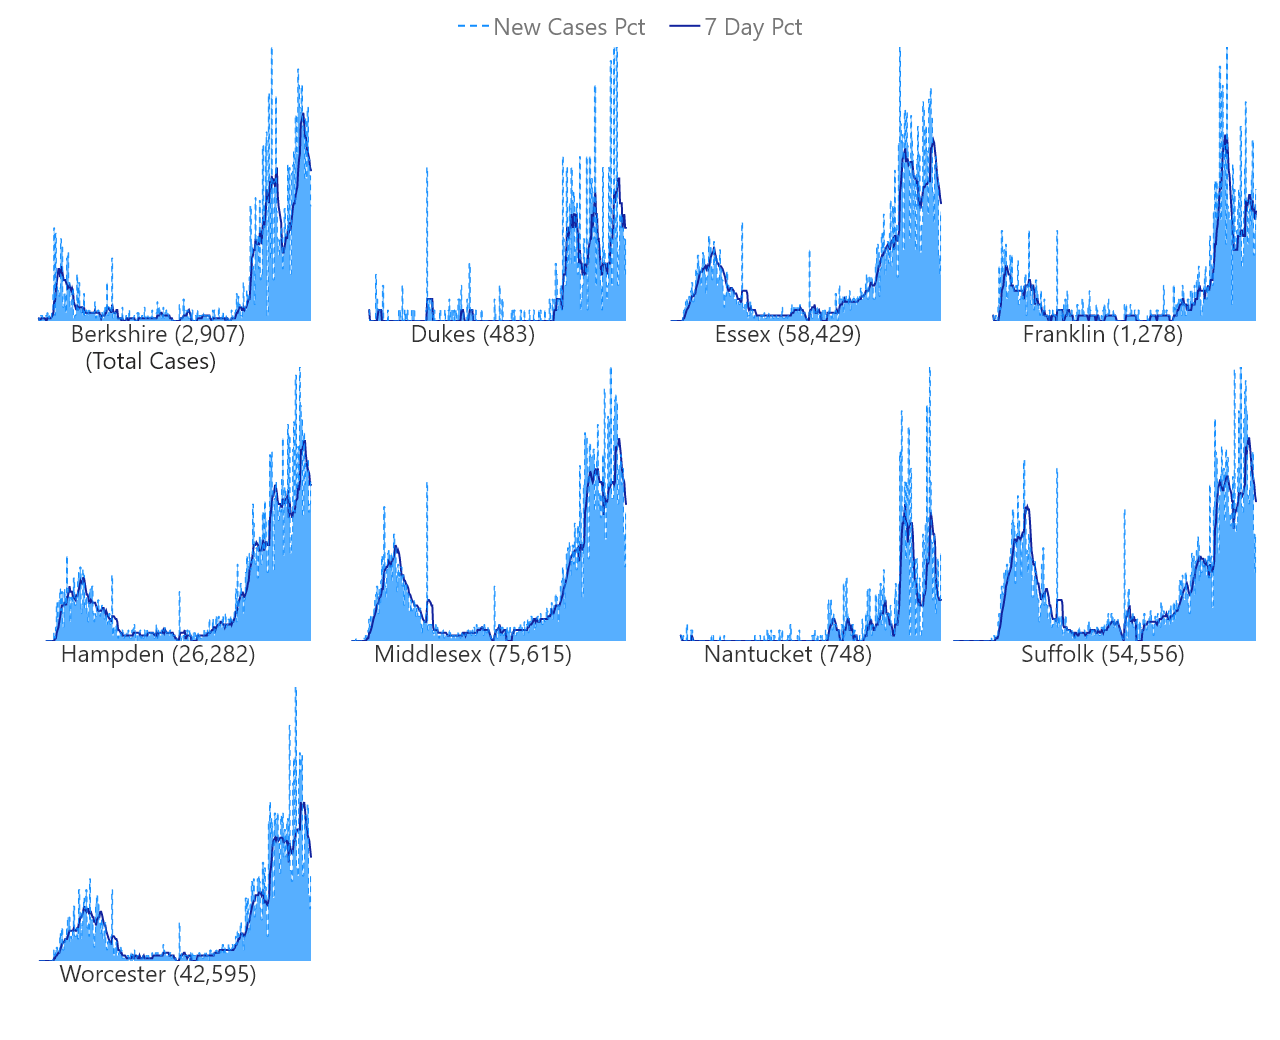 New Cases Pct 7 Day Pct
Berkshire (2,907) Dukes (483) Essex (58,429) Franklin (1,278)
(Total Cases)
Hampden (26,282) Middlesex (75,615) Nantucket (748) Suffolk (54,556)
Worcester (42,595)